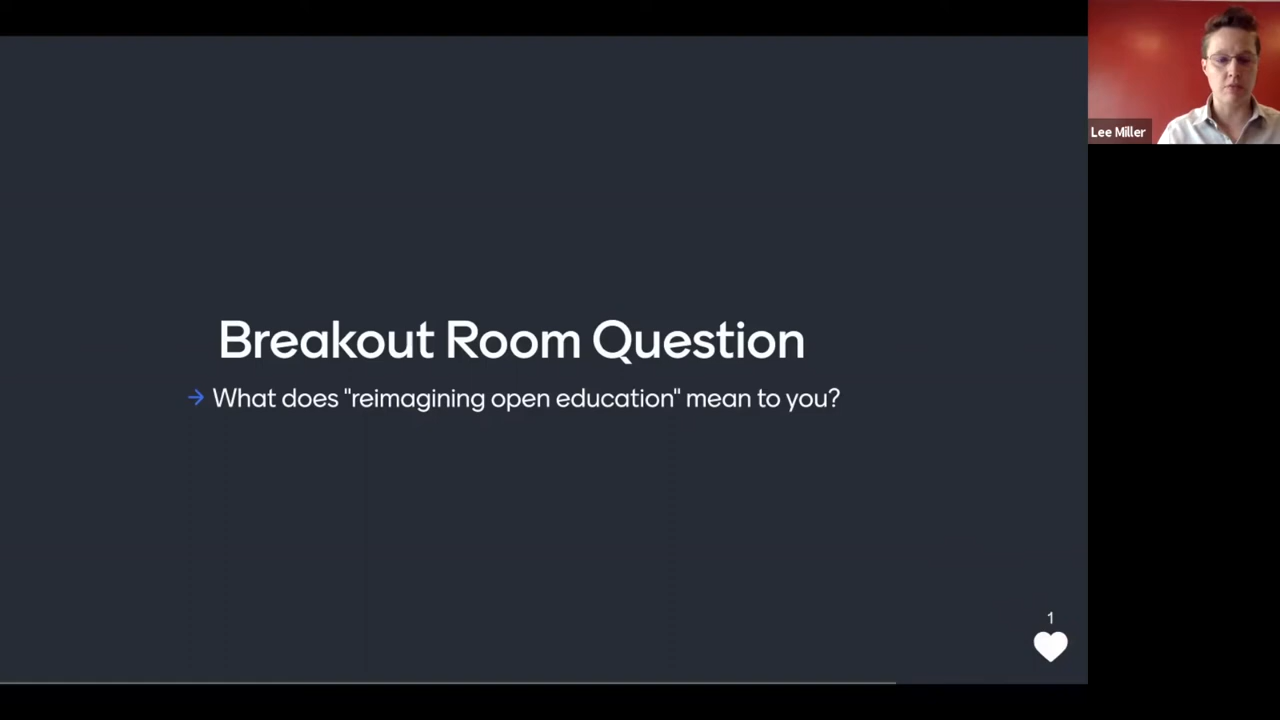 Breakout Room Question
→ What does "reimagining open education" mean to you?
1
Lee Miller